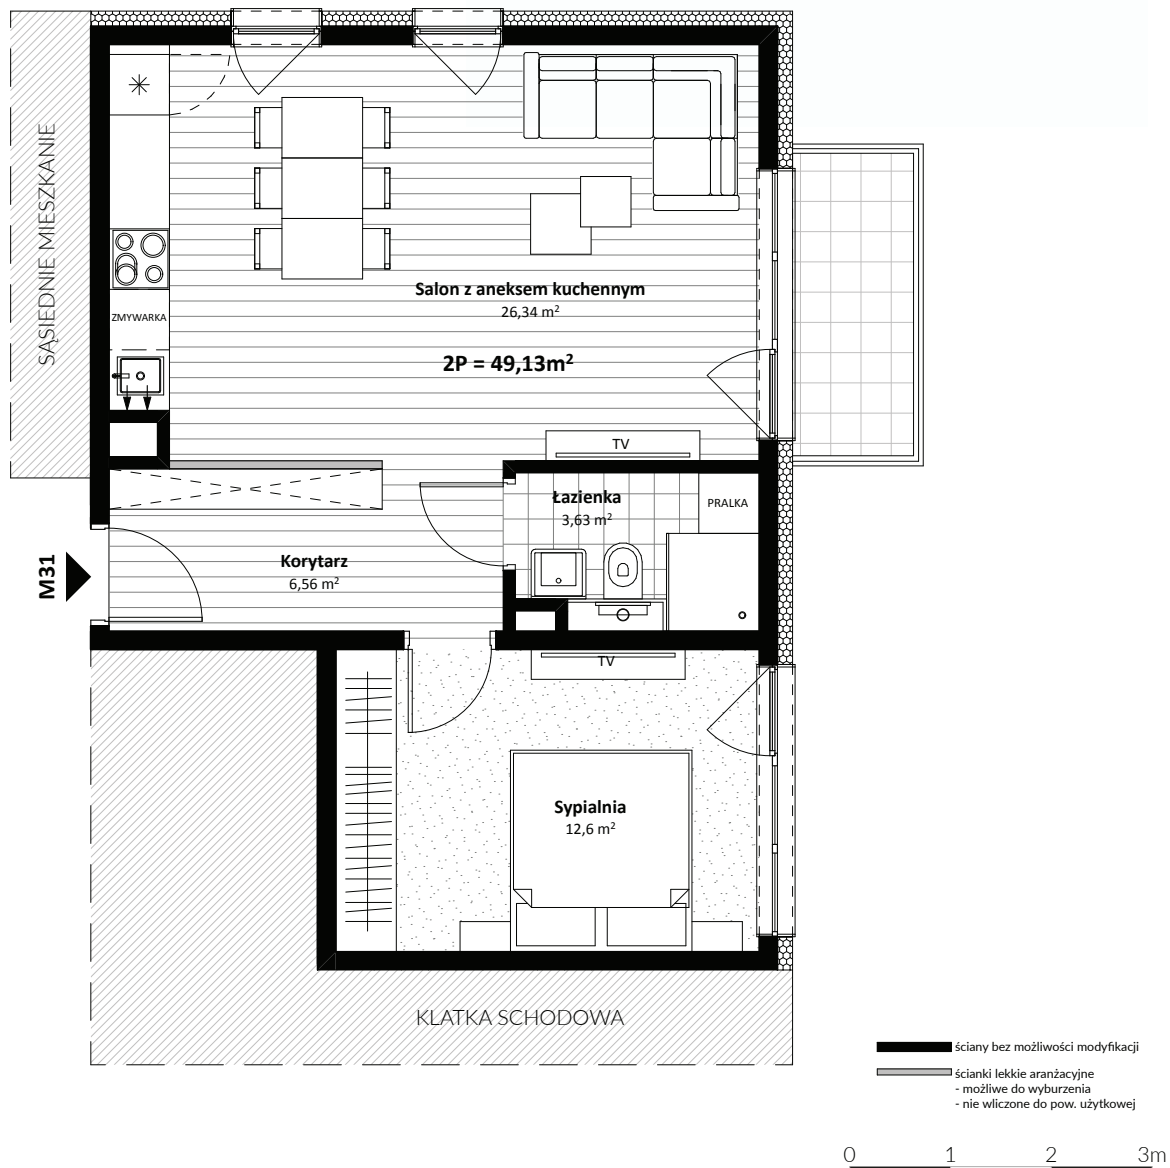 SĄSIEDNIE MIESZKANIE
ZMYWARKA
Salon z aneksem kuchennym
26,34 m²
2P = 49,13m²
TV
Łazienka
3,63 m²
PRALKA
M31
Korytarz
6,56 m²
TV
Sypialnia
12,6 m²
KLATKA SCHODOWA
ściany bez możliwości modyfikacji
ścianki lekkie aranżacyjne
- możliwe do wyburzenia
- nie wliczone do pow. użytkowej
0 1 2 3m